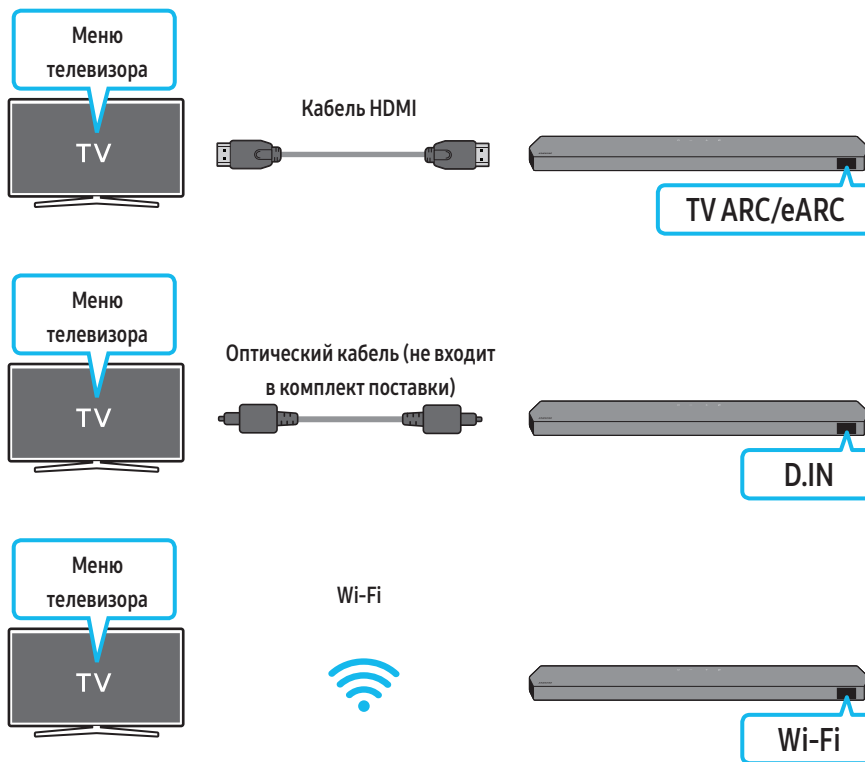 Меню
телевизора
TV
Кабель HDMI
TV ARC/eARC
Меню
телевизора
TV
Оптический кабель (не входит
в комплект поставки)
D.IN
Меню
телевизора
TV
Wi-Fi
Wi-Fi